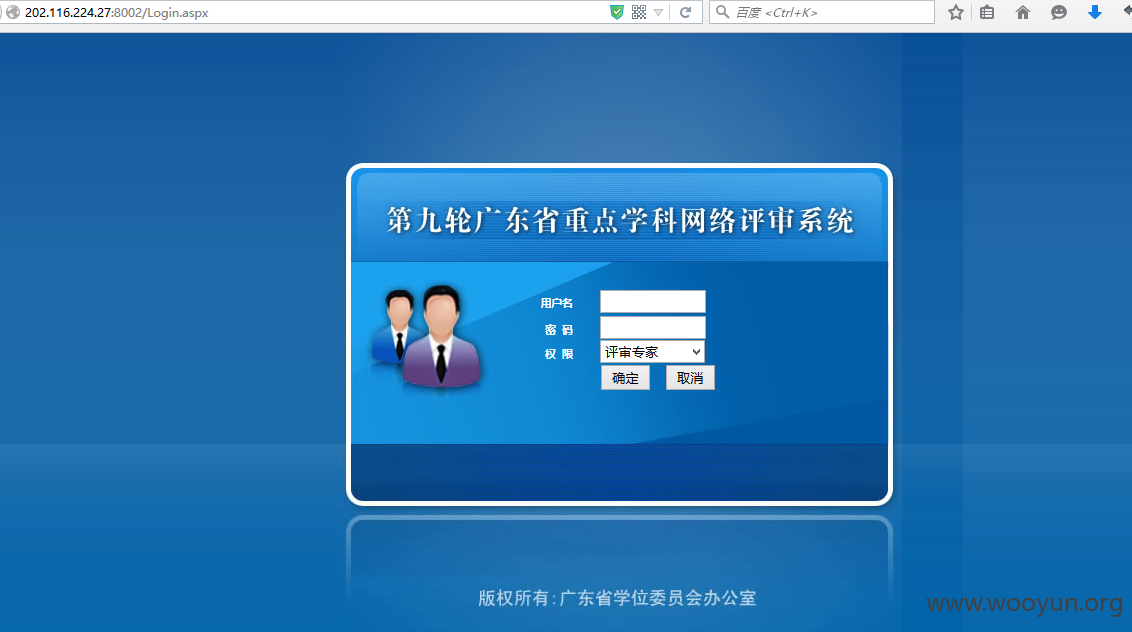 202.116.224.27:8002/Login.aspx
百度 <Ctrl+K>
第九轮广东省重点学科网络评审系统
用户名
密 码
权 限 评审专家
确定 取消
版权所有:广东省学位委员会办公室
www.wooyun.org